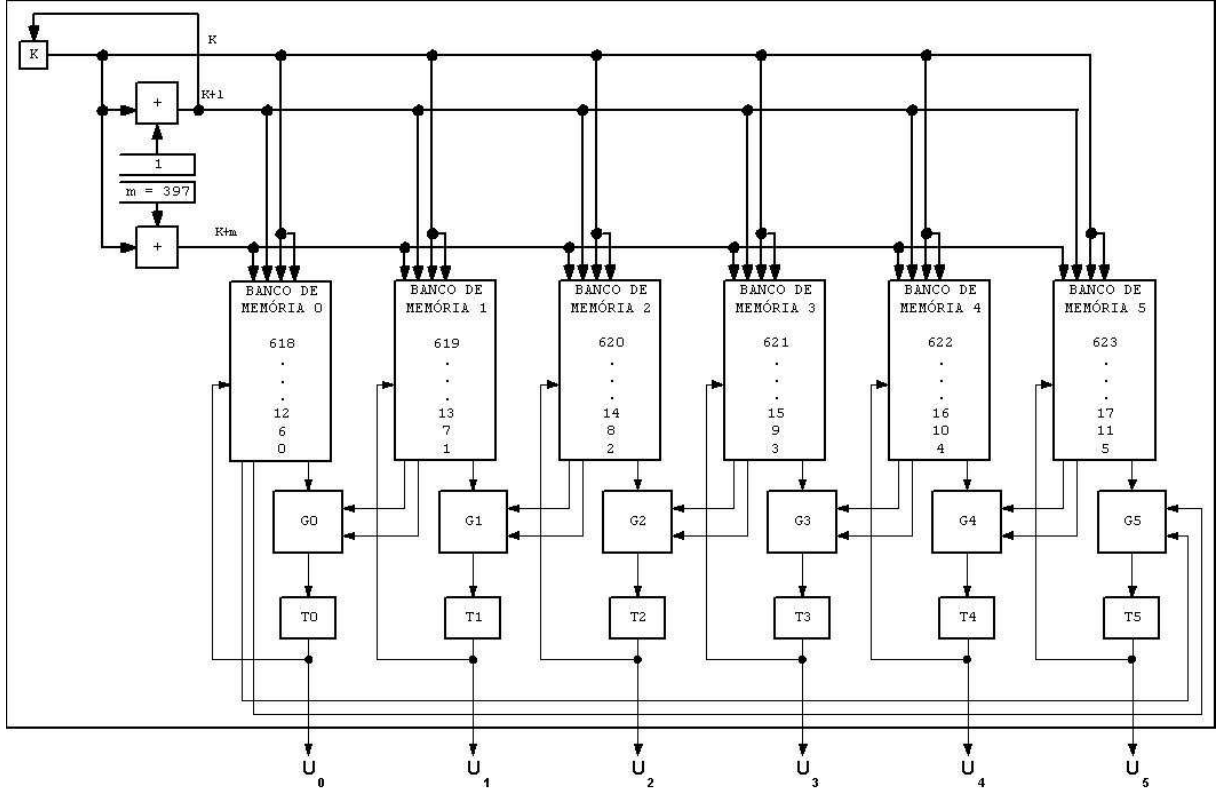 K
K
K+1
+
1
m = 397
K+m
+
BANCO DE
MEMÓRIA 0
618
.
.
.
12
6
0
BANCO DE
MEMÓRIA 1
619
.
.
.
13
7
1
BANCO DE
MEMÓRIA 2
620
.
.
.
14
8
2
BANCO DE
MEMÓRIA 3
621
.
.
.
15
9
3
BANCO DE
MEMÓRIA 4
622
.
.
.
16
10
4
BANCO DE
MEMÓRIA 5
623
.
.
.
17
11
5
G0
G1
G2
G3
G4
G5
T0
T1
T2
T3
T4
T5
U0
U1
U2
U3
U4
U5